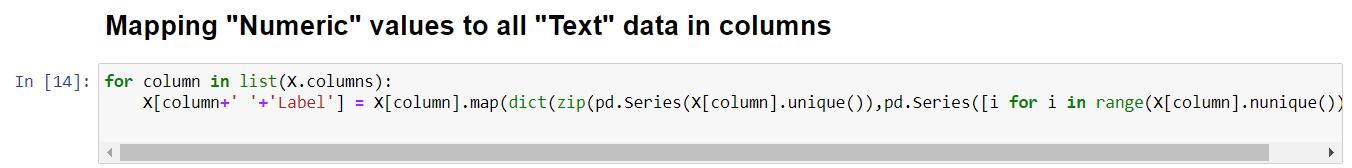 Mapping "Numeric" values to all "Text" data in columns
In [14]: for column in list(X.columns):
X[column+' '+'Label'] = X[column].map(dict(zip(pd.Series(X[column].unique()),pd.Series([i for i in range(X[column].nunique())